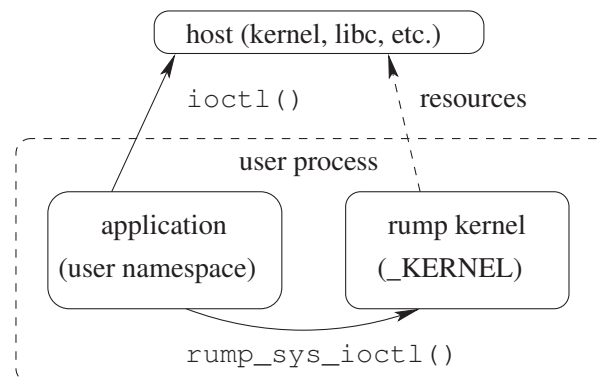 host (kernel, libc, etc.)
ioctl()
resources
user process
application
(user namespace)
rump kernel
(_KERNEL)
rump_sys_ioctl()